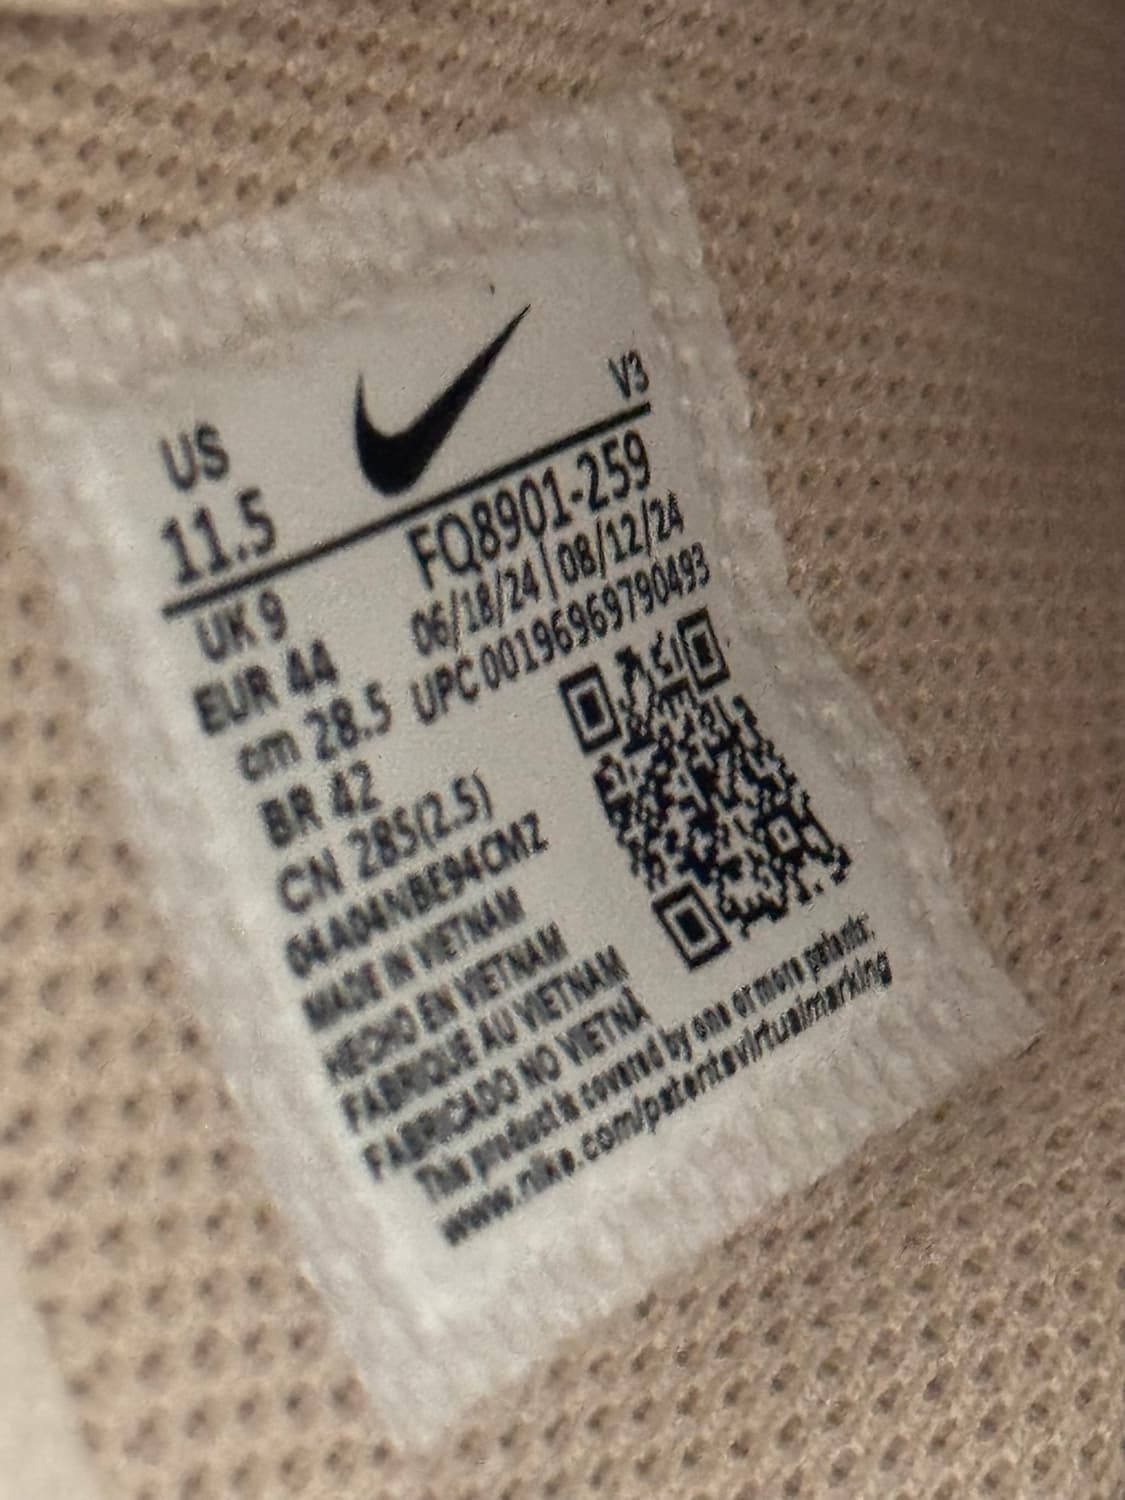 US
11.5
V3
UK 9
EUR 44
cm 28.5
BR 42
CN 285(2.5)
FQ8901-259
06/18/24|08/12/24
UPC 00196969790493
MADE IN VIETNAM
HECHO EN VIETNAM
FABRIQUE AU VIETNAM
FABRICADO NO VIETNÃ
This product is covered by one or more patents:
www.nike.com/patentsvirtualmarking